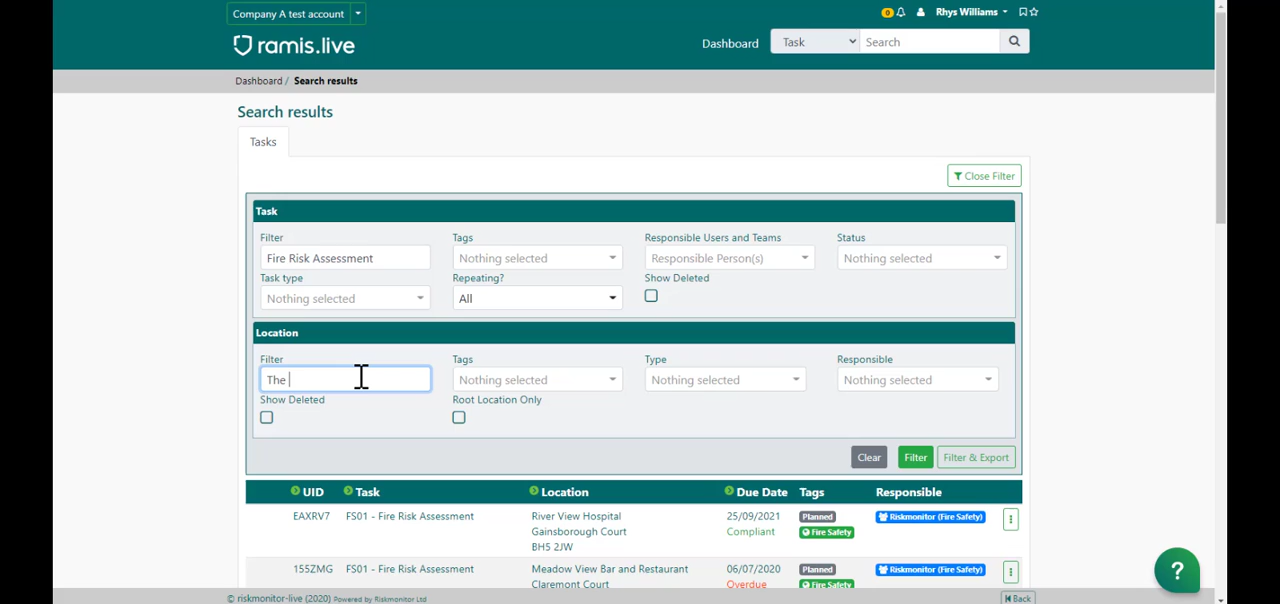 Company A test account
0
Rhys Williams
ramis.live
Dashboard
Task
Search
Dashboard / Search results
Search results
Tasks
Close Filter
Task
Filter
Tags
Responsible Users and Teams
Status
Fire Risk Assessment
Nothing selected
Responsible Person(s)
Nothing selected
Task type
Repeating?
Show Deleted
Nothing selected
All
Location
Filter
Tags
Type
Responsible
The
Nothing selected
Nothing selected
Nothing selected
Show Deleted
Root Location Only
Clear
Filter
Filter & Export
UID
Task
Location
Due Date
Tags
Responsible
EAXRV7
FS01 - Fire Risk Assessment
River View Hospital
Gainsborough Court
BH5 2JW
25/09/2021
Compliant
Planned
Fire Safety
Riskmonitor (Fire Safety)
155ZMG
FS01 - Fire Risk Assessment
Meadow View Bar and Restaurant
Claremont Court
06/07/2020
Overdue
Planned
Fire Safety
Riskmonitor (Fire Safety)
?
© riskmonitor-live (2020) Powered by Riskmonitor Ltd
Back